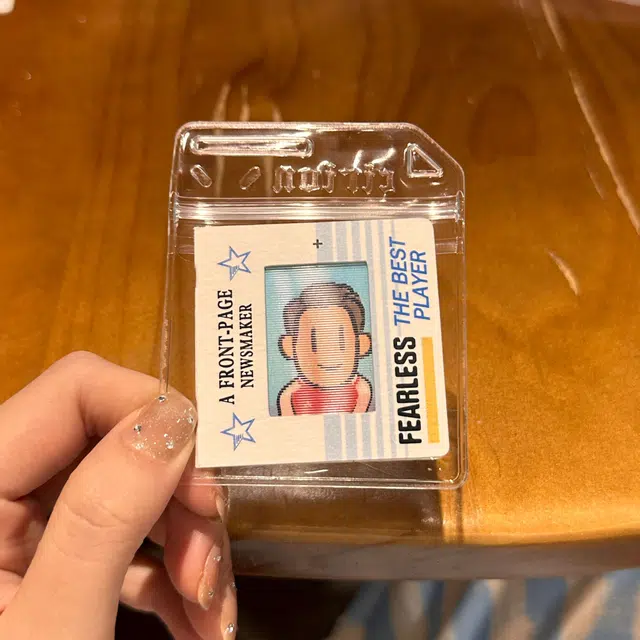 A FRONT-PAGE
NEWSMAKER
FEARLESS THE BEST
PLAYER